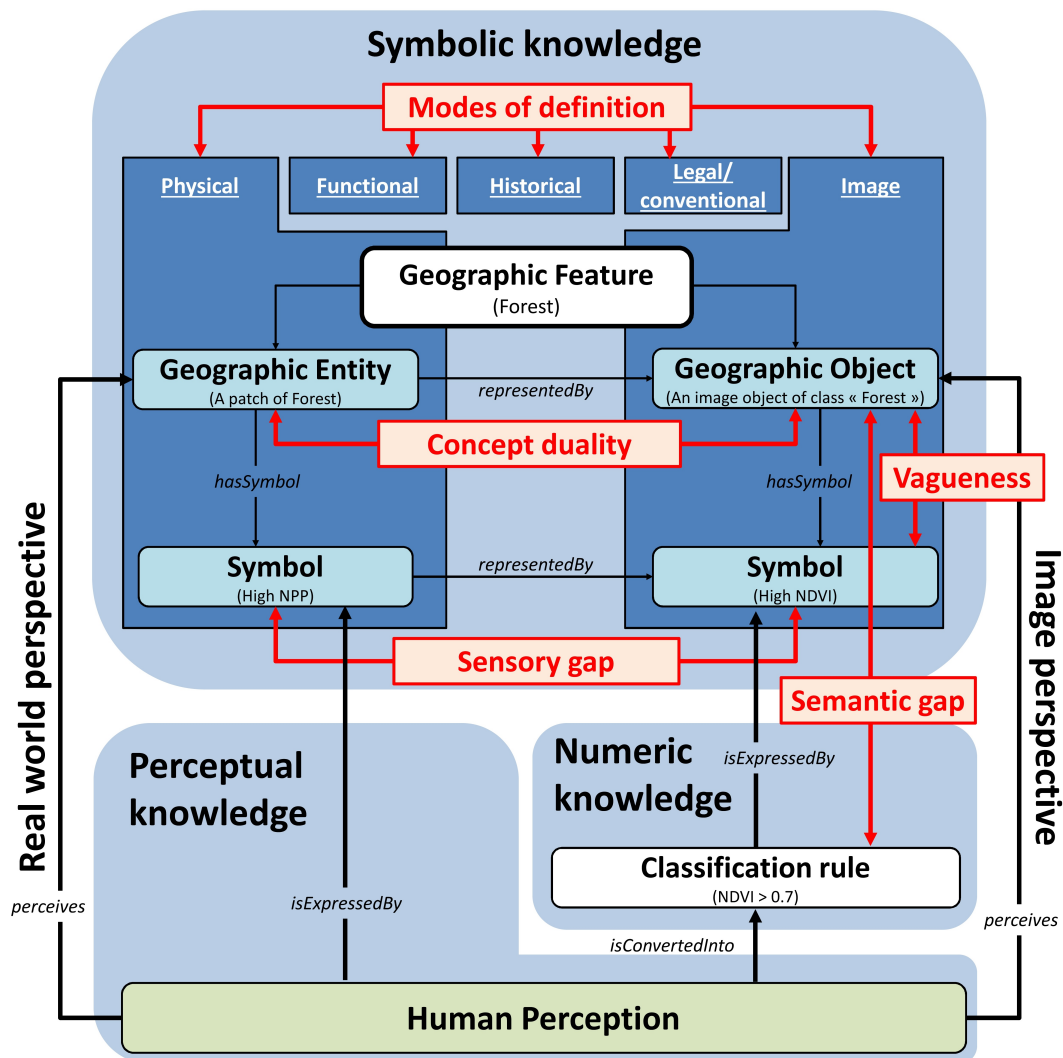 Symbolic knowledge
Modes of definition
Physical
Functional
Historical
Legal/
conventional
Image
Geographic Feature
(Forest)
Geographic Entity
(A patch of Forest)
representedBy
Geographic Object
(An image object of class « Forest »)
Concept duality
hasSymbol
hasSymbol
Vagueness
Symbol
(High NPP)
representedBy
Symbol
(High NDVI)
Sensory gap
Semantic gap
Real world perspective
Image perspective
Perceptual
knowledge
Numeric
knowledge
isExpressedBy
Classification rule
(NDVI > 0.7)
perceives
isExpressedBy
isConvertedInto
perceives
Human Perception